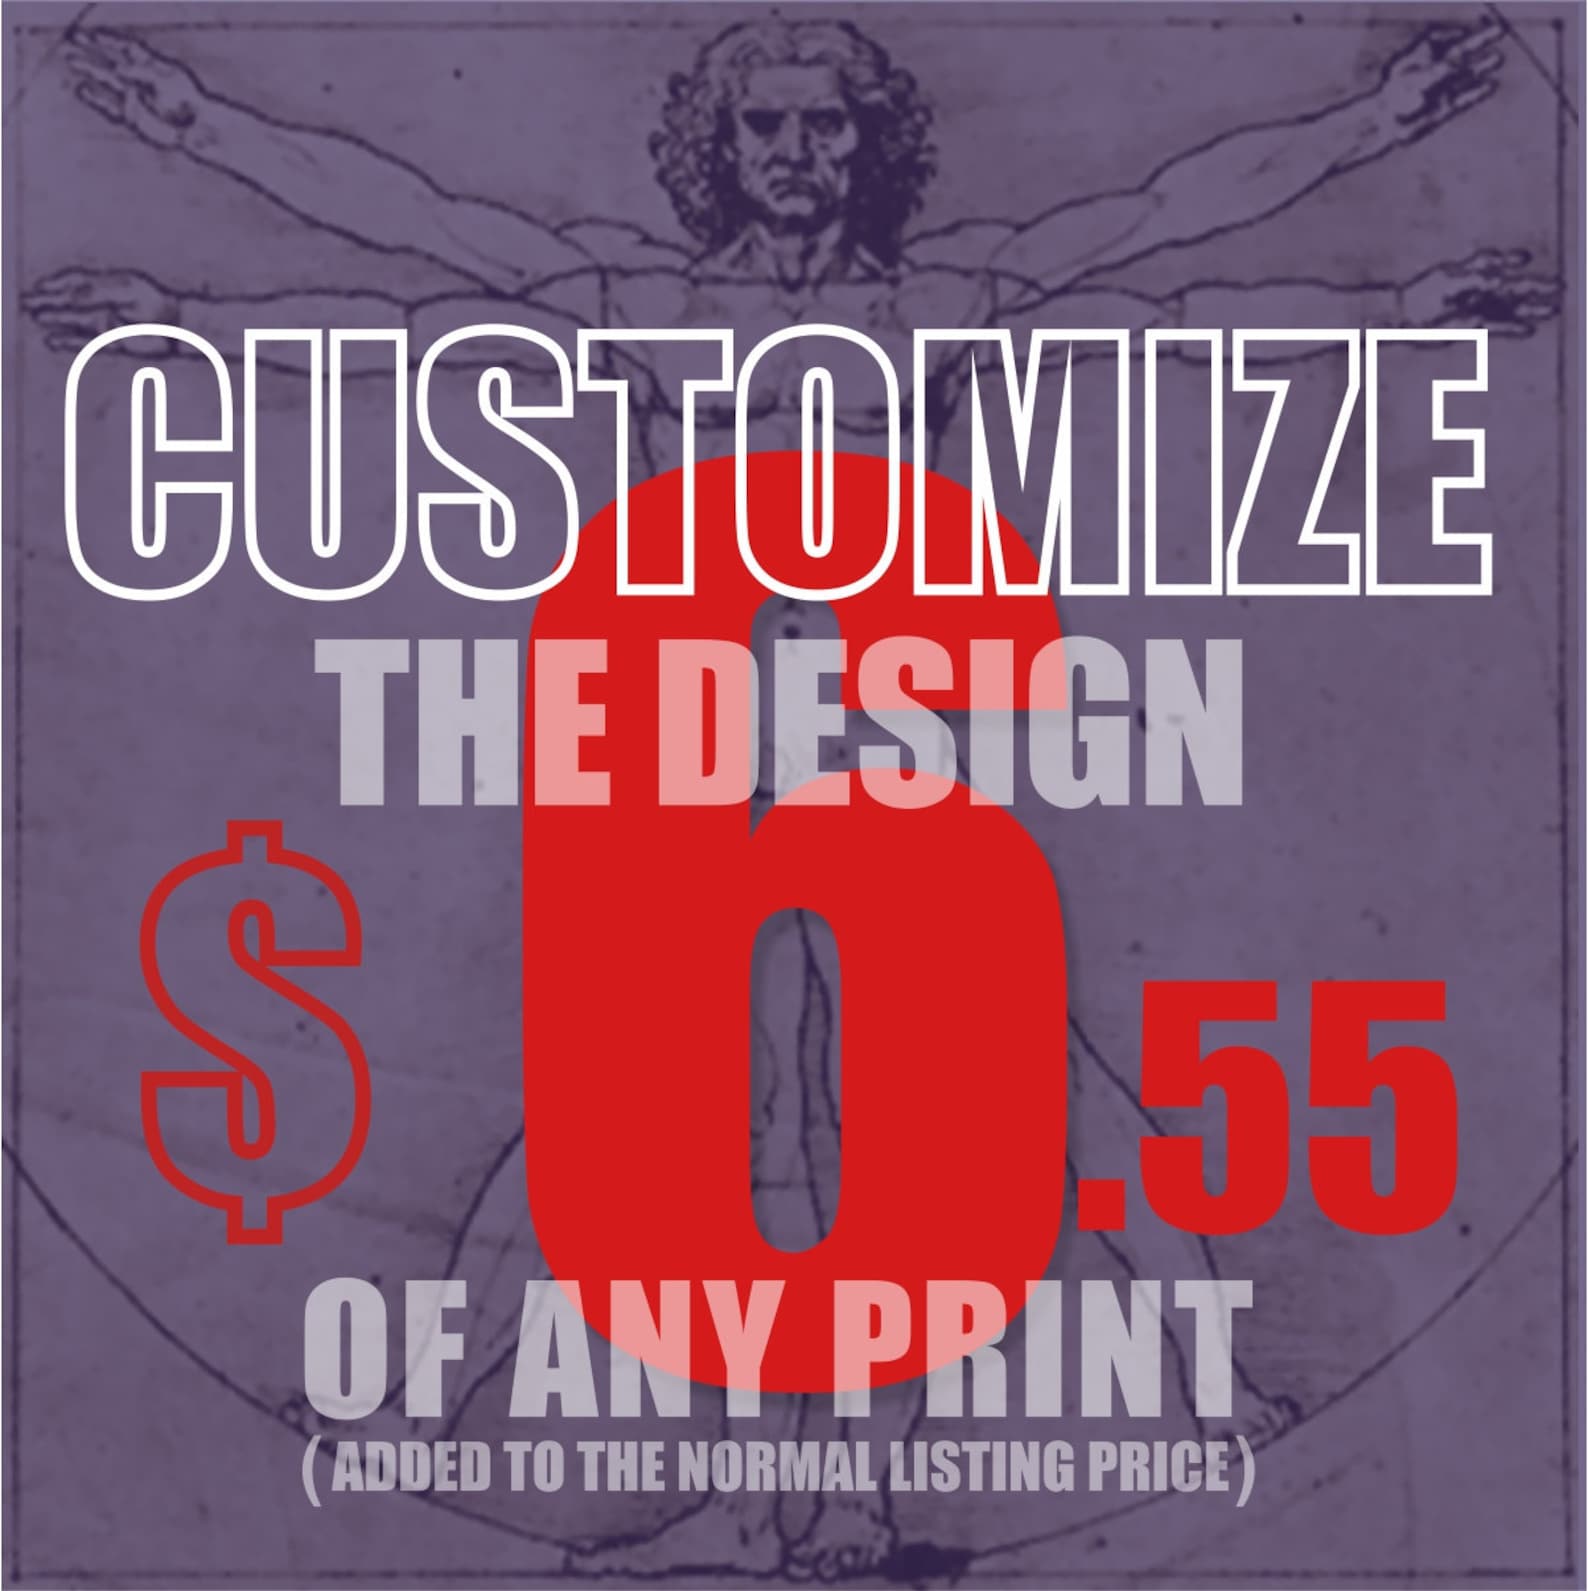 CUSTOMIZE
THE DESIGN
$6.55
OF ANY PRINT
(ADDED TO THE NORMAL LISTING PRICE)